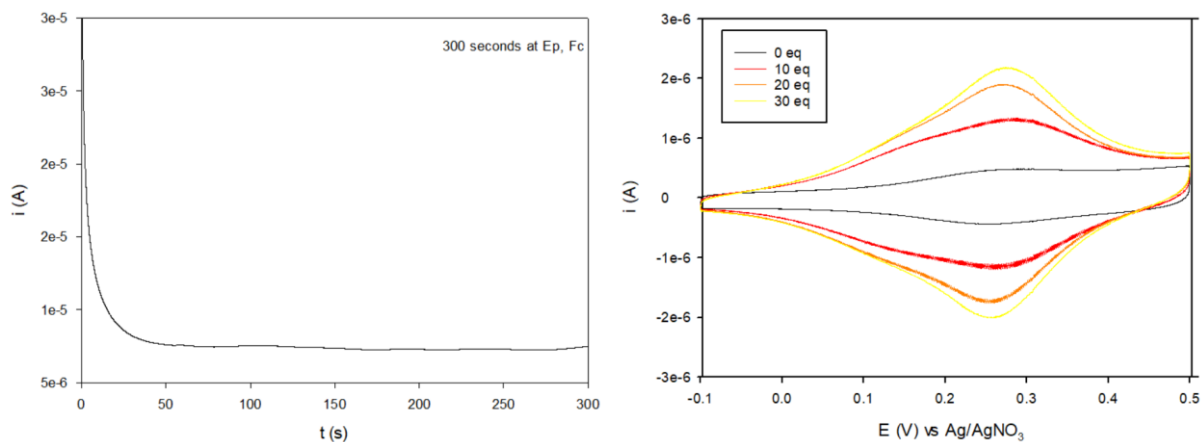 3e-5
3e-5
2e-5
2e-5
1e-5
5e-6
i (A)
300 seconds at Ep, Fc
0 50 100 150 200 250 300
t (s)
3e-6
2e-6
1e-6
0
-1e-6
-2e-6
-3e-6
i (A)
0 eq
10 eq
20 eq
30 eq
-0.1 0.0 0.1 0.2 0.3 0.4 0.5
E (V) vs Ag/AgNO₃